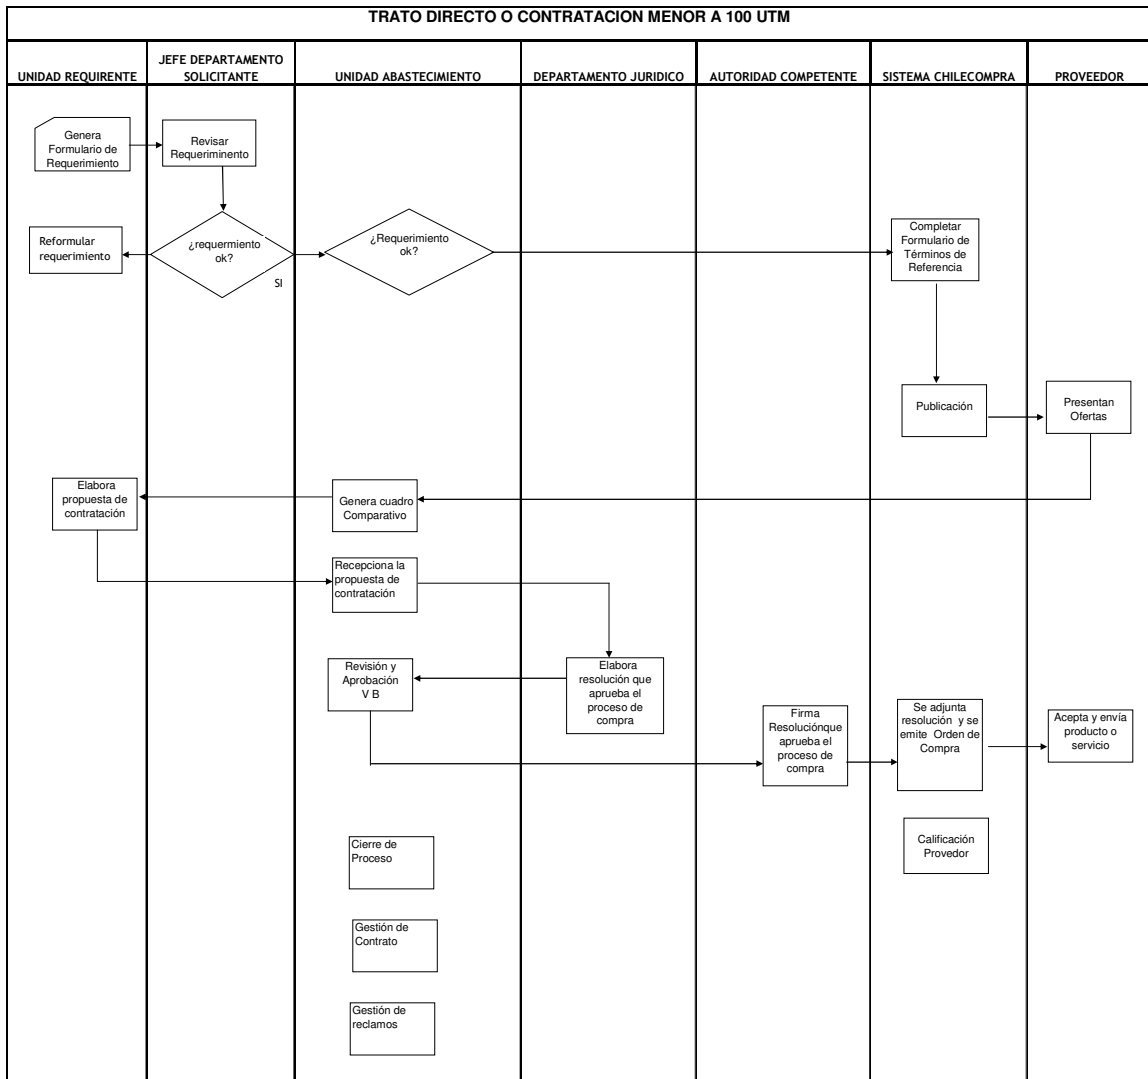 TRATO DIRECTO O CONTRATACION MENOR A 100 UTM
UNIDAD REQUIRENTE
JEFE DEPARTAMENTO
SOLICITANTE
UNIDAD ABASTECIMIENTO
DEPARTAMENTO JURIDICO
AUTORIDAD COMPETENTE
SISTEMA CHILECOMPRA
PROVEEDOR
Genera
Formulario de
Requerimiento
Revisar
Requeriminento
Reformular
requerimiento
¿requermiento
ok?
SI
¿Requerimiento
ok?
Completar
Formulario de
Términos de
Referencia
Publicación
Presentan
Ofertas
Elabora
propuesta de
contratación
Genera cuadro
Comparativo
Recepciona la
propuesta de
contratación
Revisión y
Aprobación
V B
Elabora
resolución que
aprueba el
proceso de
compra
Firma
Resoluciónque
aprueba el
proceso de
compra
Se adjunta
resolución y se
emite Orden de
Compra
Acepta y envía
producto o
servicio
Cierre de
Proceso
Calificación
Provedor
Gestión de
Contrato
Gestión de
reclamos